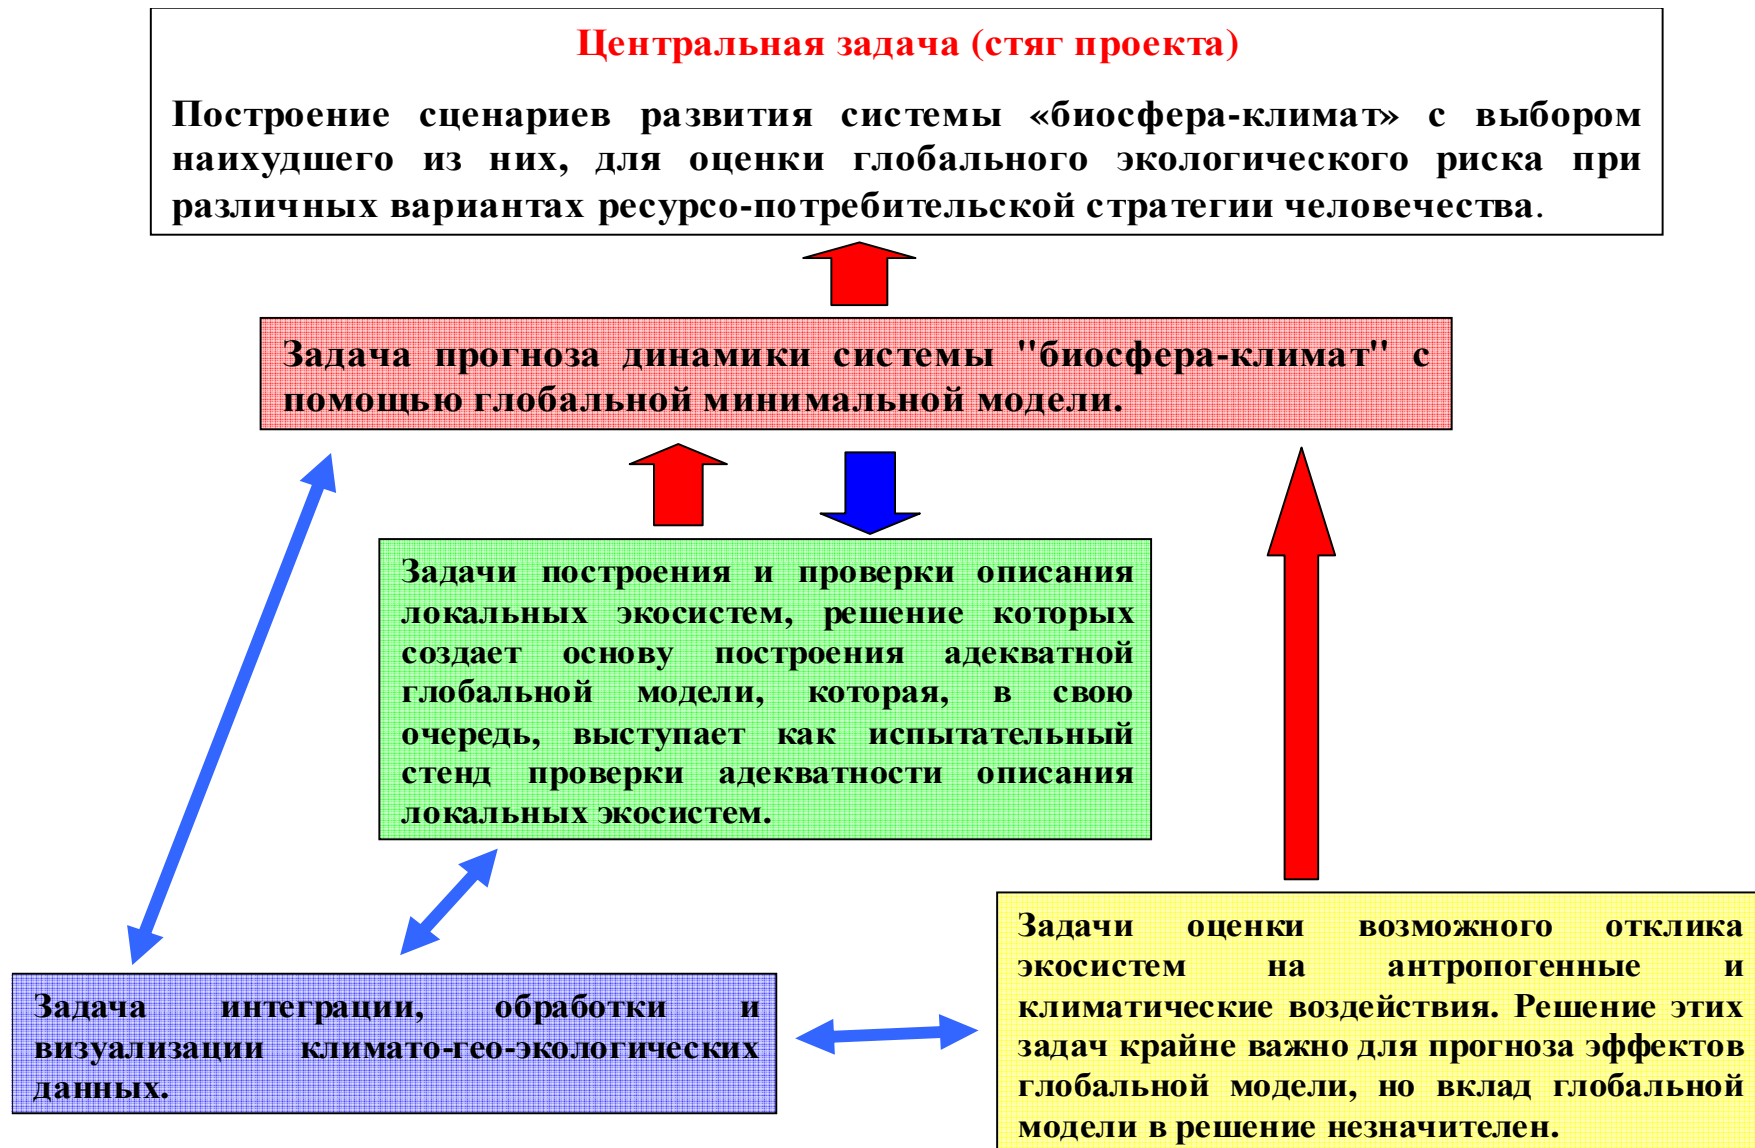 Центральная задача (стяг проекта)
Построение сценариев развития системы «биосфера-климат» с выбором
наихудшего из них, для оценки глобального экологического риска при
различных вариантах ресурсо-потребительской стратегии человечества.
Задача прогноза динамики системы "биосфера-климат" с
помощью глобальной минимальной модели.
Задачи построения и проверки описания
локальных экосистем, решение которых
создает основу построения адекватной
глобальной модели, которая, в свою
очередь, выступает как испытательный
стенд проверки адекватности описания
локальных экосистем.
Задача интеграции, обработки и
визуализации климато-гео-экологических
данных.
Задачи оценки возможного отклика
экосистем на антропогенные и
климатические воздействия. Решение этих
задач крайне важно для прогноза эффектов
глобальной модели, но вклад глобальной
модели в решение незначителен.